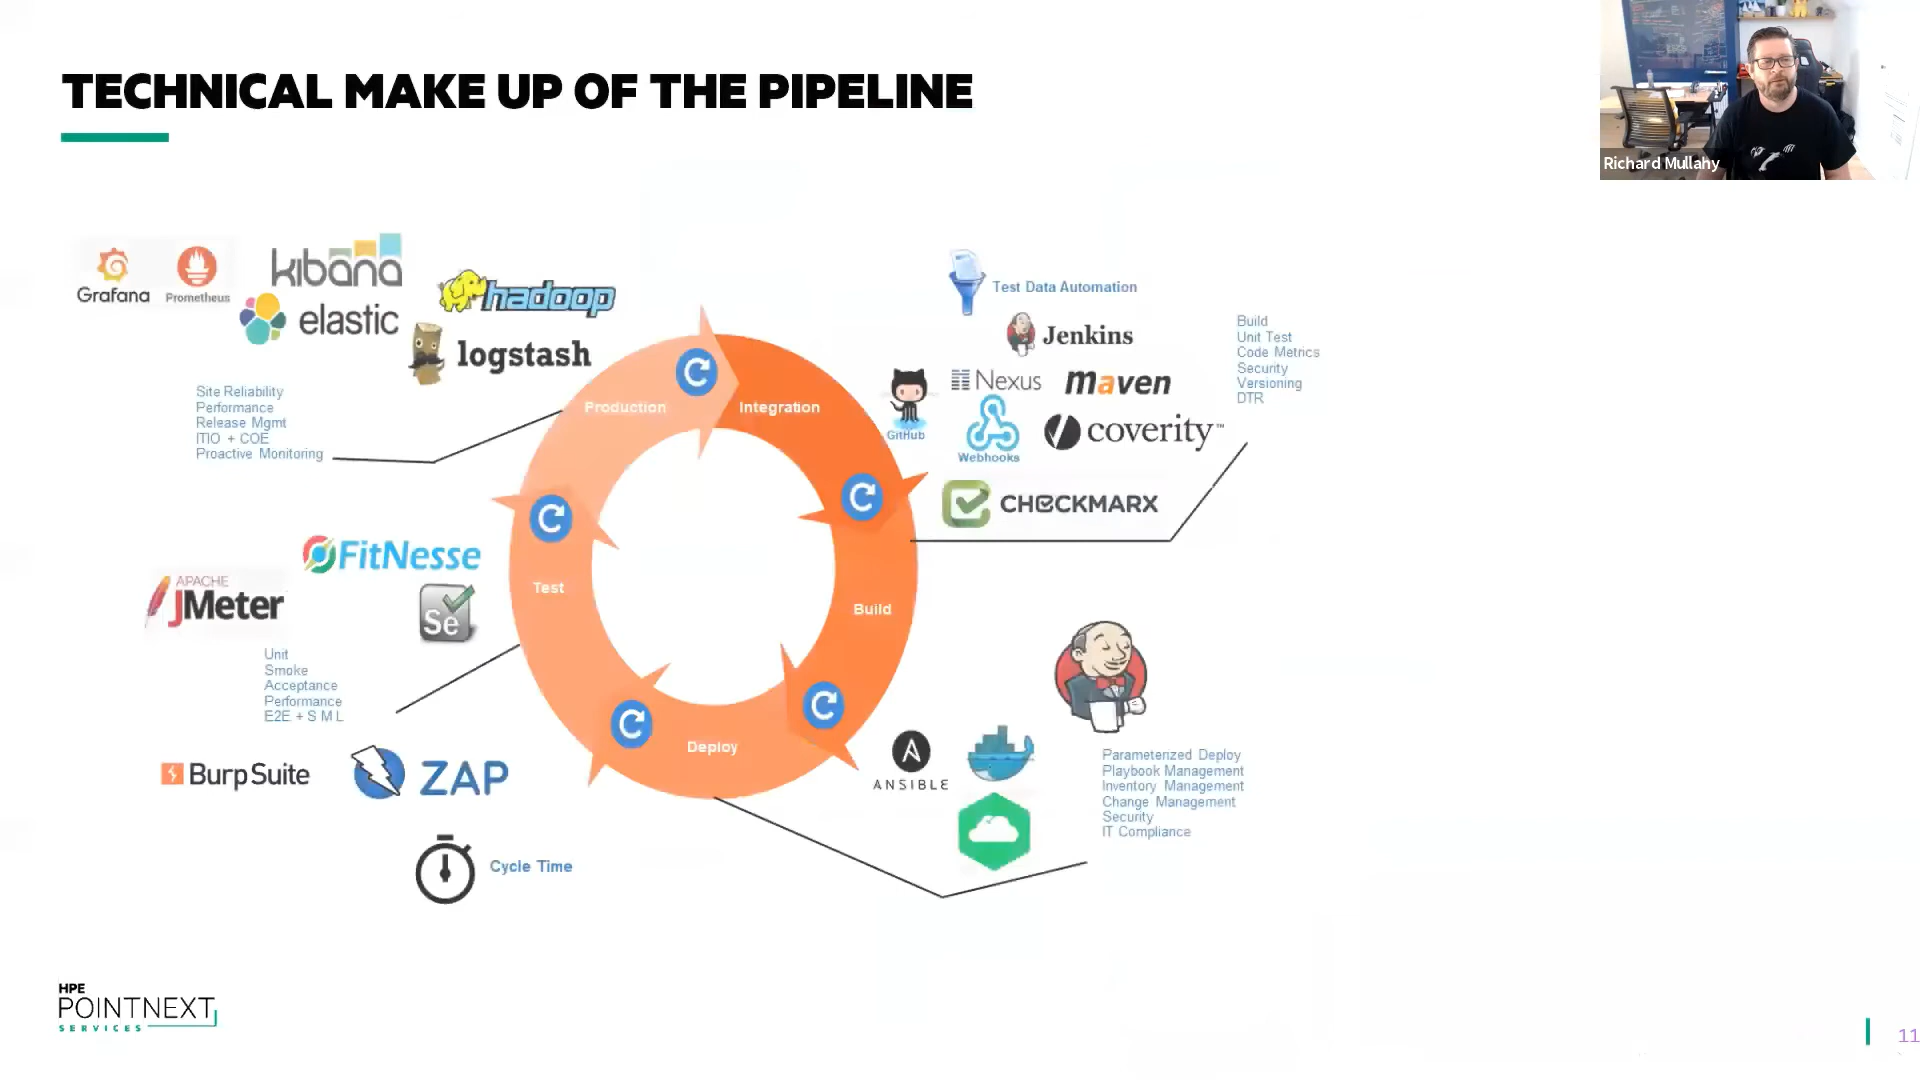 TECHNICAL MAKE UP OF THE PIPELINE
Richard Mullahy
Grafana
Prometheus
kibana
elastic
hadoop
logstash
Site Reliability
Performance
Release Mgmt
ITIO + COE
Proactive Monitoring
Test Data Automation
Jenkins
GitHub
Nexus
maven
Webhooks
coverity™
CHECKMARX
Build
Unit Test
Code Metrics
Security
Versioning
DTR
Production
Integration
Test
Build
Deploy
FitNesse
APACHE
JMeter
Se
Unit
Smoke
Acceptance
Performance
E2E + S M L
BurpSuite
ZAP
Cycle Time
A
ANSIBLE
Parameterized Deploy
Playbook Management
Inventory Management
Change Management
Security
IT Compliance
HPE
POINTNEXT
SERVICES
11